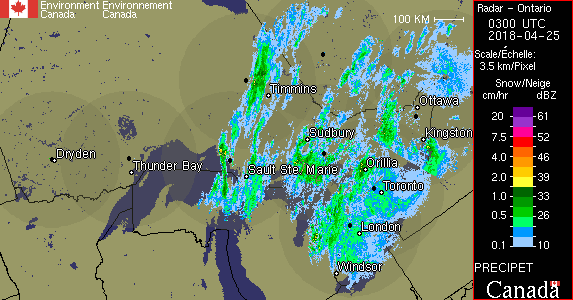 Environment Environnement
Canada Canada
100 KM
Timmins
Ottawa
Sudbury
Kingston
Dryden
Thunder Bay
Sault Ste. Marie
Orillia
Toronto
London
Windsor
Radar - Ontario
0300 UTC
2018-04-25
Scale/Échelle:
3.5 km/Pixel
Snow/Neige
cm/hr dBZ
20 61
7.5 52
4.0 46
2.0 39
1.0 33
0.5 26
0.1 10
PRECIPET
Canada